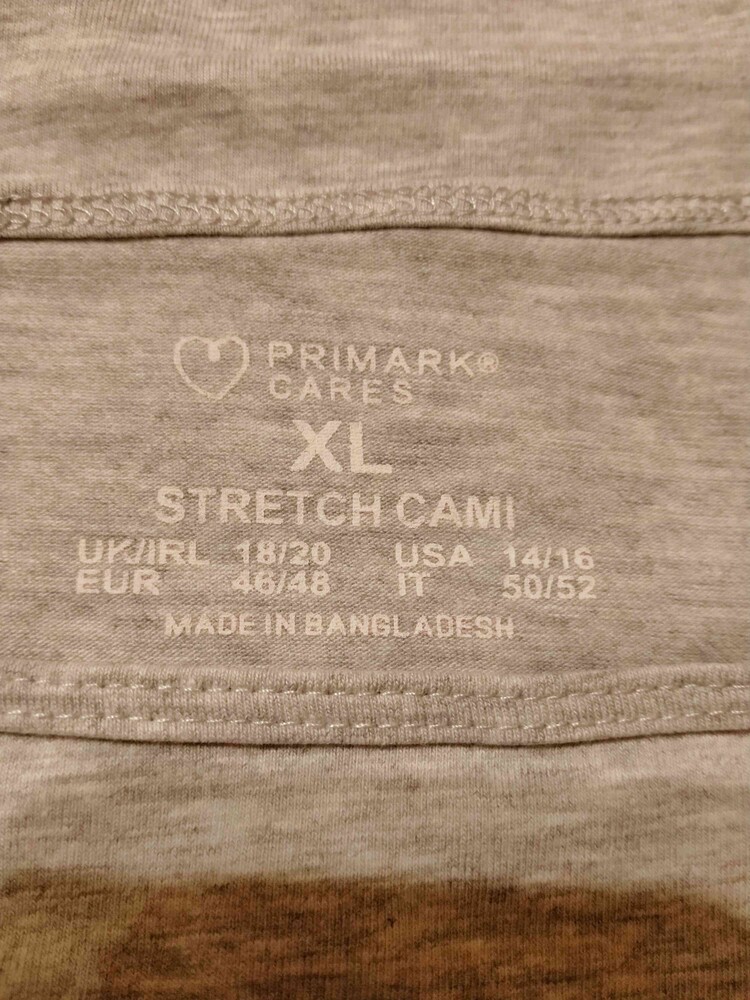 PRIMARK®
CARES
XL
STRETCH CAMI
UK/IRL 18/20 USA 14/16
EUR 46/48 IT 50/52
MADE IN BANGLADESH